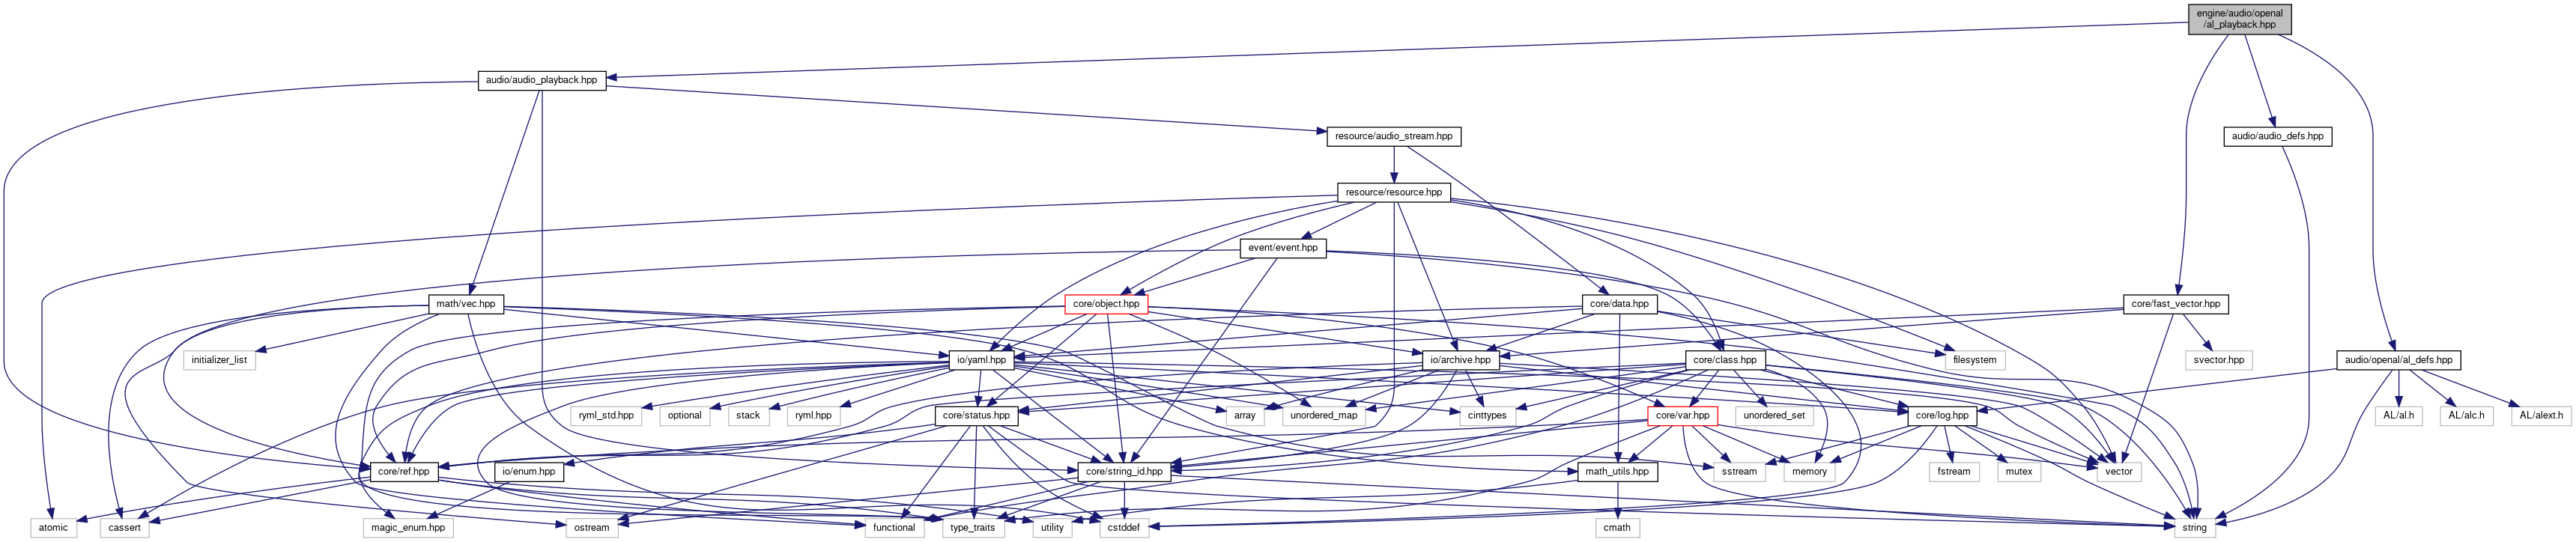 engine/audio/openal
/al_playback.hpp
audio/audio_playback.hpp
resource/audio_stream.hpp
audio/audio_defs.hpp
resource/resource.hpp
event/event.hpp
math/vec.hpp
core/object.hpp
core/data.hpp
core/fast_vector.hpp
initializer_list
io/yaml.hpp
io/archive.hpp
core/class.hpp
filesystem
svector.hpp
audio/openal/al_defs.hpp
ryml_std.hpp
optional
stack
ryml.hpp
core/status.hpp
array
unordered_map
cinttypes
core/var.hpp
unordered_set
core/log.hpp
AL/al.h
AL/alc.h
AL/alext.h
core/ref.hpp
io/enum.hpp
core/string_id.hpp
math_utils.hpp
sstream
memory
fstream
mutex
vector
atomic
cassert
magic_enum.hpp
ostream
functional
type_traits
utility
cstddef
cmath
string